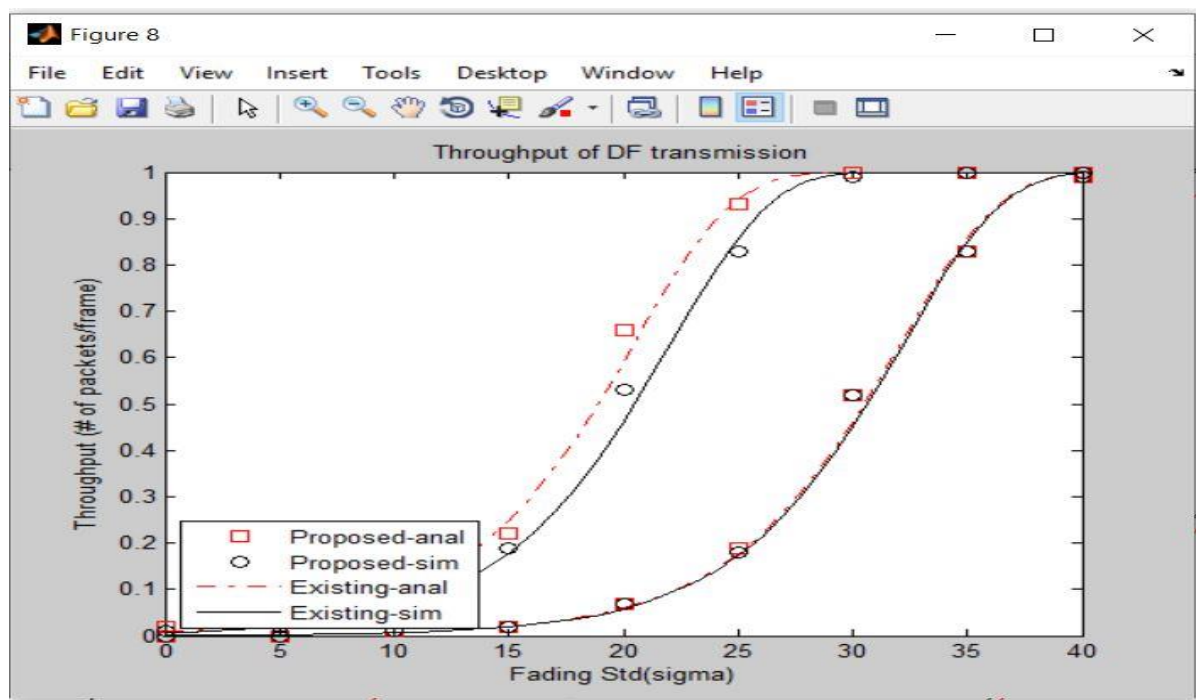 Figure 8
File Edit View Insert Tools Desktop Window Help
Throughput of DF transmission
Throughput (# of packets/frame)
1
0.9
0.8
0.7
0.6
0.5
0.4
0.3
0.2
0.1
0
Proposed-anal
Proposed-sim
Existing-anal
Existing-sim
0 5 10 15 20 25 30 35 40
Fading Std(sigma)